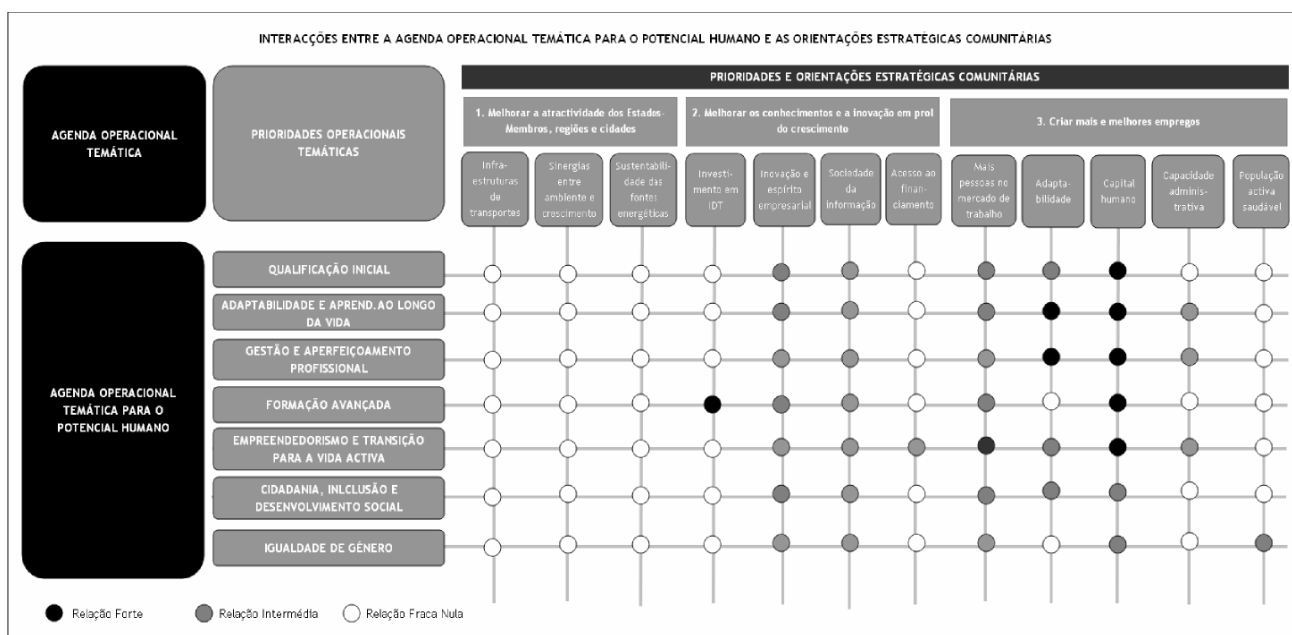 INTERACÇÕES ENTRE A AGENDA OPERACIONAL TEMÁTICA PARA O POTENCIAL HUMANO E AS ORIENTAÇÕES ESTRATÉGICAS COMUNITÁRIAS
AGENDA OPERACIONAL
TEMÁTICA
PRIORIDADES OPERACIONAIS
TEMÁTICAS
PRIORIDADES E ORIENTAÇÕES ESTRATÉGICAS COMUNITÁRIAS
1. Melhorar a atractividade dos Estados-
Membros, regiões e cidades
2. Melhorar os conhecimentos e a inovação em prol
do crescimento
3. Criar mais e melhores empregos
Infra-
estruturas
de
transportes
Sinergias
entre
ambiente e
crescimento
Sustentabili-
dade das
fontes
energéticas
Investi-
mento em
IDT
Inovação e
espírito
empresarial
Sociedade
da
informação
Acesso ao
finan-
ciamento
Mais
pessoas no
mercado de
trabalho
Adapta-
bilidade
Capital
humano
Capacidade
adminis-
trativa
População
activa
saudável
AGENDA OPERACIONAL
TEMÁTICA PARA O
POTENCIAL HUMANO
QUALIFICAÇÃO INICIAL
ADAPTABILIDADE E APREND.AO LONGO
DA VIDA
GESTÃO E APERFEIÇOAMENTO
PROFISSIONAL
FORMAÇÃO AVANÇADA
EMPREENDEDORISMO E TRANSIÇÃO
PARA A VIDA ACTIVA
CIDADANIA, INLCLUSÃO E
DESENVOLVIMENTO SOCIAL
IGUALDADE DE GÉNERO
Relação Forte
Relação Intermédia
Relação Fraca Nula